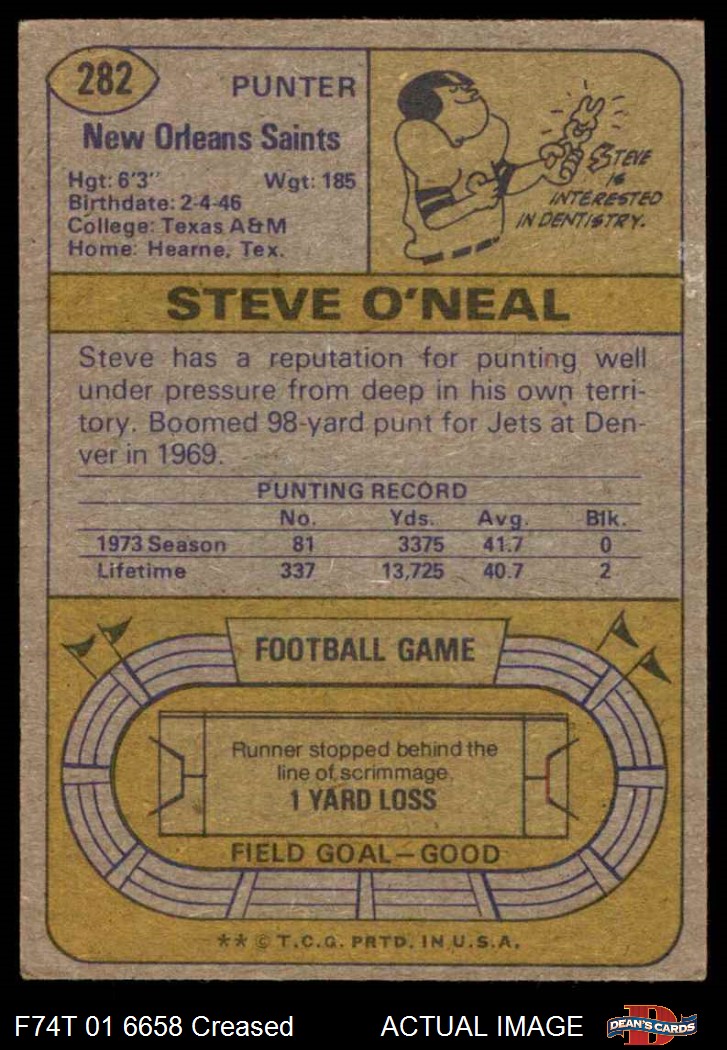 282
PUNTER
New Orleans Saints
Hgt: 6'3" Wgt: 185
Birthdate: 2-4-46
College: Texas A&M
Home: Hearne, Tex.
STEVE
IS
INTERESTED
IN DENTISTRY.
STEVE O'NEAL
Steve has a reputation for punting well
under pressure from deep in his own terri-
tory. Boomed 98-yard punt for Jets at Den-
ver in 1969.
PUNTING RECORD
No. Yds. Avg. Blk.
1973 Season 81 3375 41.7 0
Lifetime 337 13,725 40.7 2
FOOTBALL GAME
Runner stopped behind the
line of scrimmage.
1 YARD LOSS
FIELD GOAL—GOOD
** © T.C.G. PRTD. IN U.S.A.
F74T 01 6658 Creased ACTUAL IMAGE
D
DEAN'S CARDS